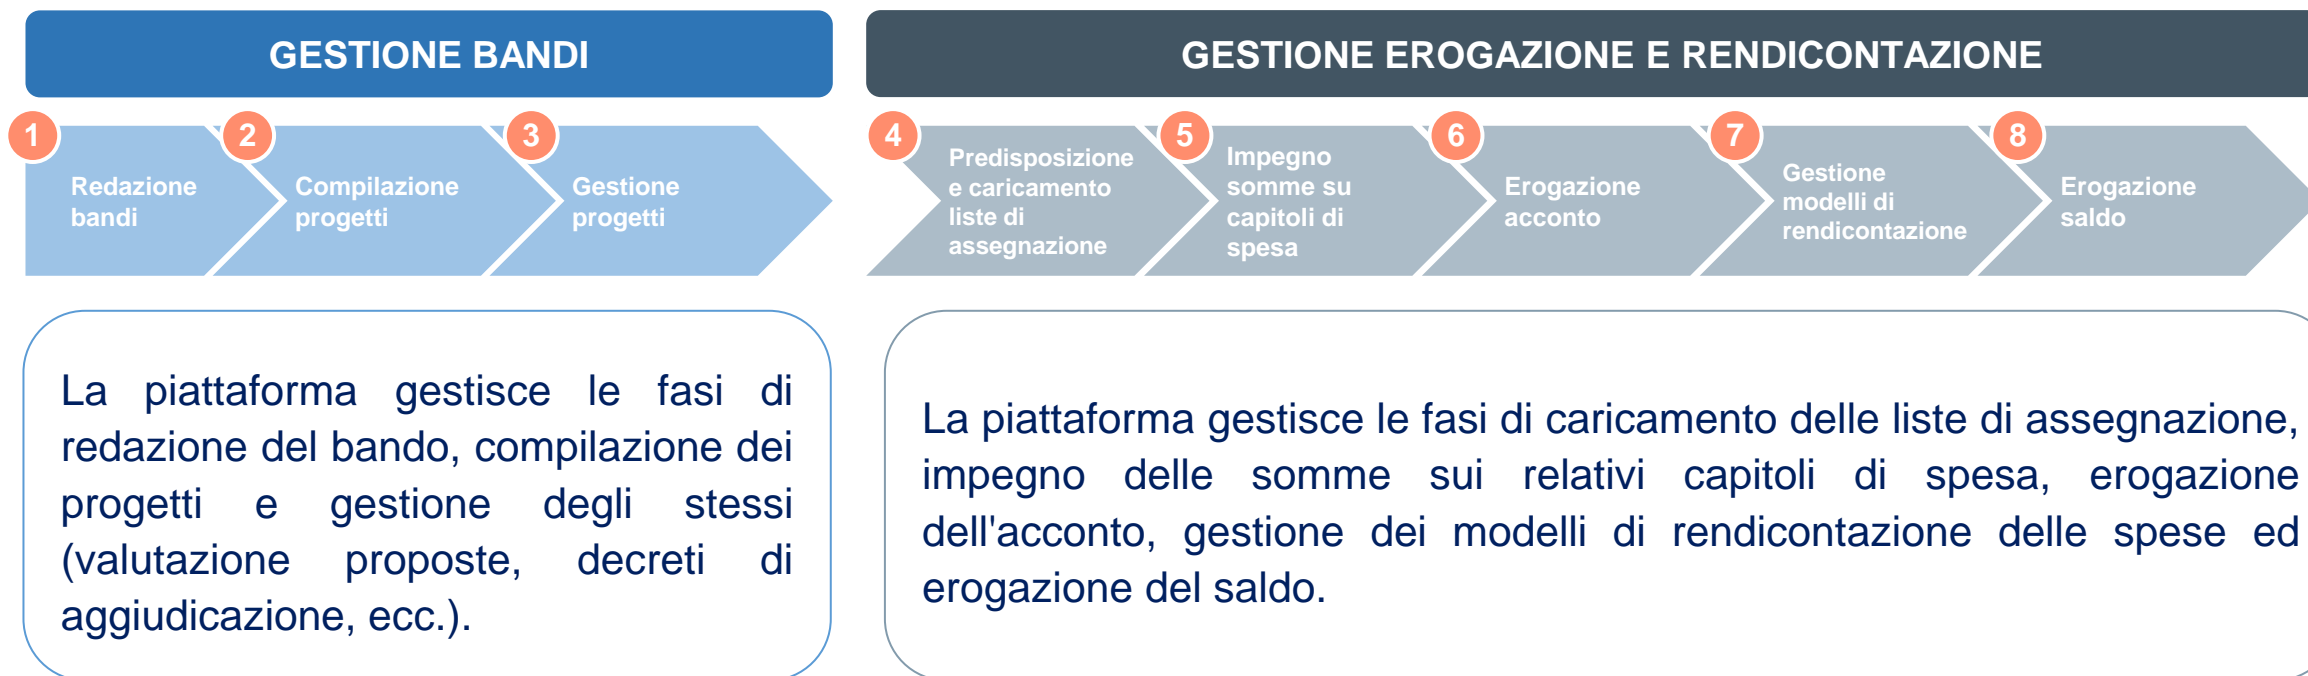 GESTIONE BANDI
1
Redazione
bandi
2
Compilazione
progetti
3
Gestione
progetti
La piattaforma gestisce le fasi di
redazione del bando, compilazione dei
progetti e gestione degli stessi
(valutazione proposte, decreti di
aggiudicazione, ecc.).
GESTIONE EROGAZIONE E RENDICONTAZIONE
4
Predisposizione
e caricamento
liste di
assegnazione
5
Impegno
somme su
capitoli di
spesa
6
Erogazione
acconto
7
Gestione
modelli di
rendicontazione
8
Erogazione
saldo
La piattaforma gestisce le fasi di caricamento delle liste di assegnazione,
impegno delle somme sui relativi capitoli di spesa, erogazione
dell'acconto, gestione dei modelli di rendicontazione delle spese ed
erogazione del saldo.